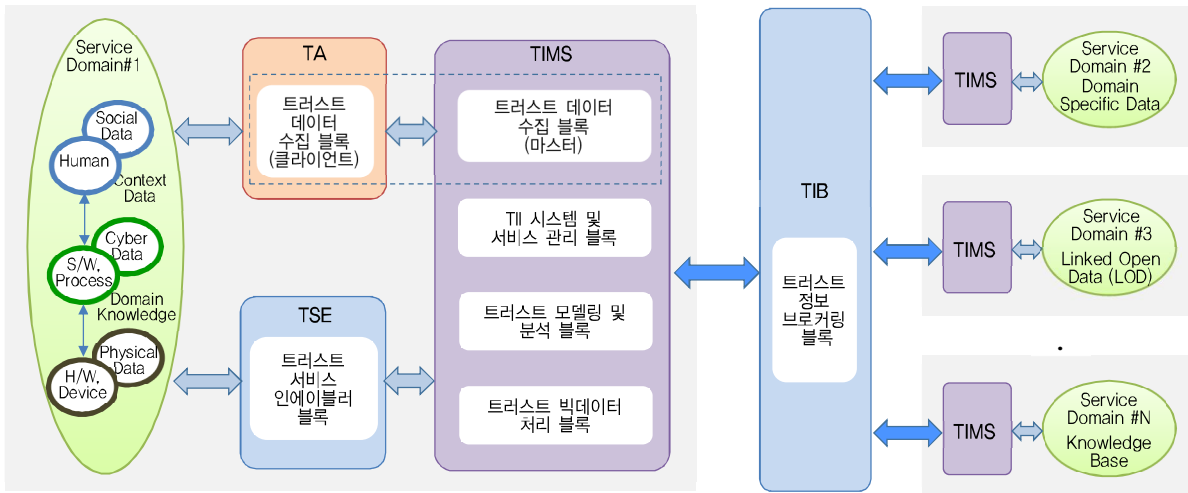 Service
Domain#1
Social
Data
Human
Context
Data
Cyber
Data
S/W,
Process
Domain
Knowledge
Physical
Data
H/W,
Device
TA
트러스트
데이터
수집 블록
(클라이언트)
TSE
트러스트
서비스
인에이블러
블록
TIMS
트러스트 데이터
수집 블록
(마스터)
TII 시스템 및
서비스 관리 블록
트러스트 모델링 및
분석 블록
트러스트 빅데이터
처리 블록
TIB
트러스트
정보
브로커링
블록
TIMS
Service
Domain #2
Domain
Specific Data
TIMS
Service
Domain #3
Linked Open
Data (LOD)
TIMS
Service
Domain #N
Knowledge
Base